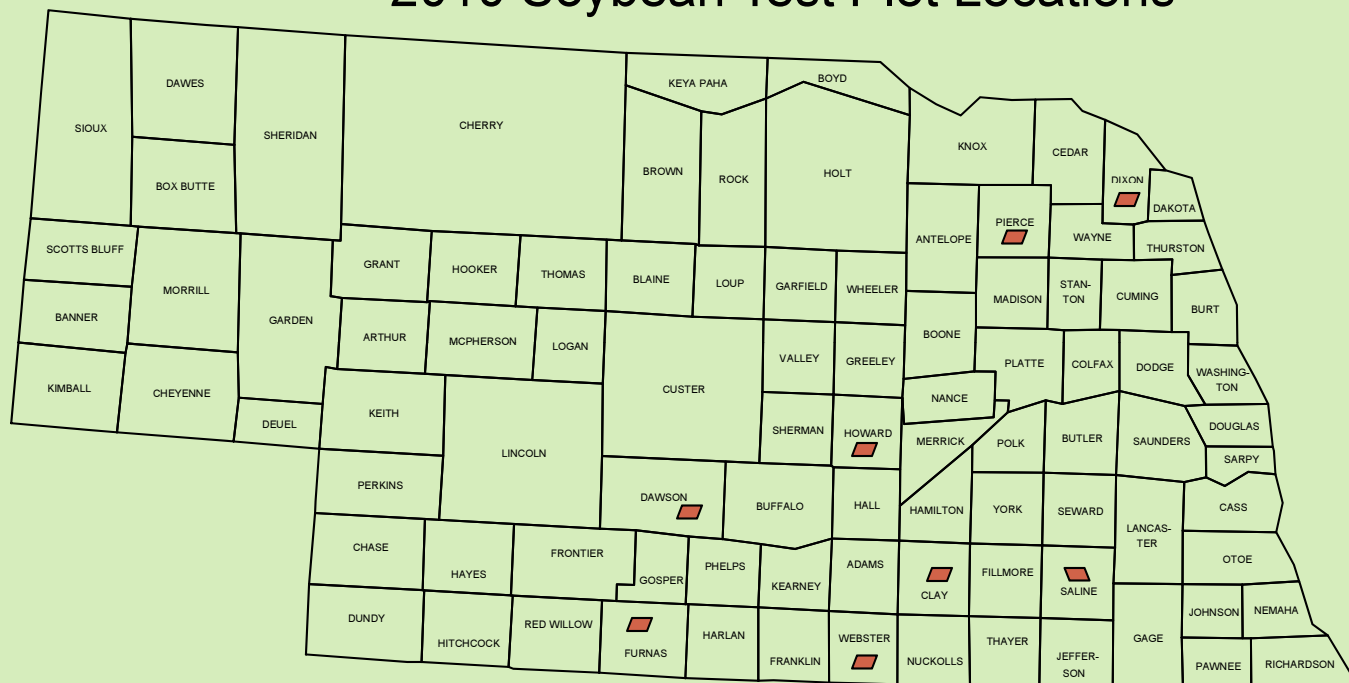 2010 Soybean Test Plot Locations
DAWES
KEYA PAHA
BOYD
SIOUX
SHERIDAN
CHERRY
KNOX
CEDAR
BOX BUTTE
BROWN
ROCK
HOLT
DIXON
DAKOTA
PIERCE
ANTELOPE
WAYNE
THURSTON
SCOTTS BLUFF
GRANT
HOOKER
THOMAS
BLAINE
LOUP
GARFIELD
WHEELER
MORRILL
MADISON
STAN-
TON
CUMING
BURT
BANNER
GARDEN
ARTHUR
MCPHERSON
LOGAN
VALLEY
GREELEY
BOONE
PLATTE
COLFAX
DODGE
WASHING-
TON
KIMBALL
CHEYENNE
CUSTER
NANCE
DEUEL
KEITH
SHERMAN
HOWARD
MERRICK
POLK
BUTLER
SAUNDERS
DOUGLAS
SARPY
LINCOLN
PERKINS
DAWSON
BUFFALO
HALL
HAMILTON
YORK
SEWARD
CASS
LANCAS-
TER
CHASE
HAYES
FRONTIER
GOSPER
PHELPS
KEARNEY
ADAMS
CLAY
FILLMORE
SALINE
OTOE
DUNDY
HITCHCOCK
RED WILLOW
FURNAS
HARLAN
FRANKLIN
WEBSTER
NUCKOLLS
THAYER
JEFFER-
SON
GAGE
JOHNSON
NEMAHA
PAWNEE
RICHARDSON